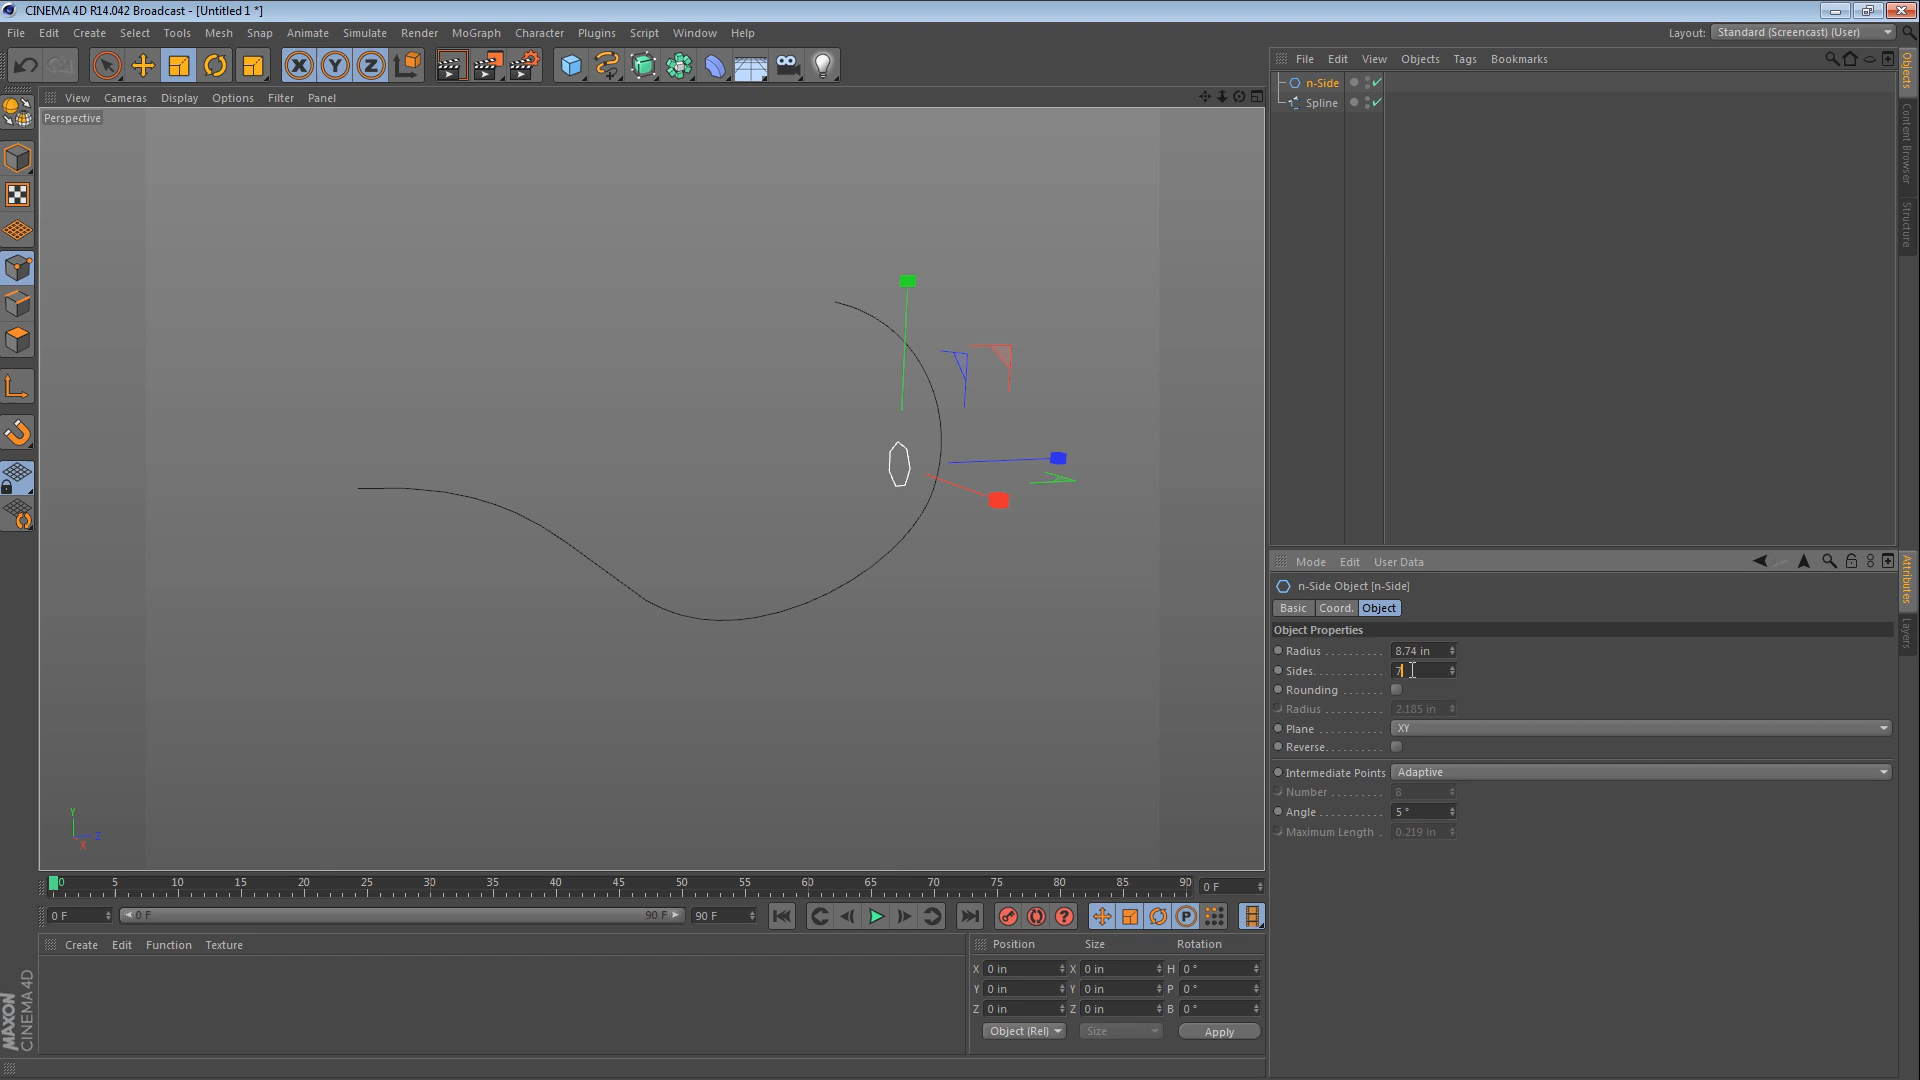 CINEMA 4D R14.042 Broadcast - [Untitled 1 *]
File Edit Create Select Tools Mesh Snap Animate Simulate Render MoGraph Character Plugins Script Window Help
Layout: Standard (Screencast) (User)
View Cameras Display Options Filter Panel
Perspective
File Edit View Objects Tags Bookmarks
n-Side
Spline
Objects
Content Browser
Structure
Mode Edit User Data
n-Side Object [n-Side]
Basic Coord. Object
Object Properties
Radius 8.74 in
Sides 7
Rounding
Radius 2.185 in
Plane XY
Reverse
Intermediate Points Adaptive
Number 8
Angle 5 °
Maximum Length 0.219 in
Attributes
Layers
Y
Z
X
0 5 10 15 20 25 30 35 40 45 50 55 60 65 70 75 80 85 90 0 F
0 F 0 F 90 F 90 F
P
Create Edit Function Texture
Position Size Rotation
X 0 in X 0 in H 0 °
Y 0 in Y 0 in P 0 °
Z 0 in Z 0 in B 0 °
Object (Rel) Size Apply
MAXON
CINEMA 4D